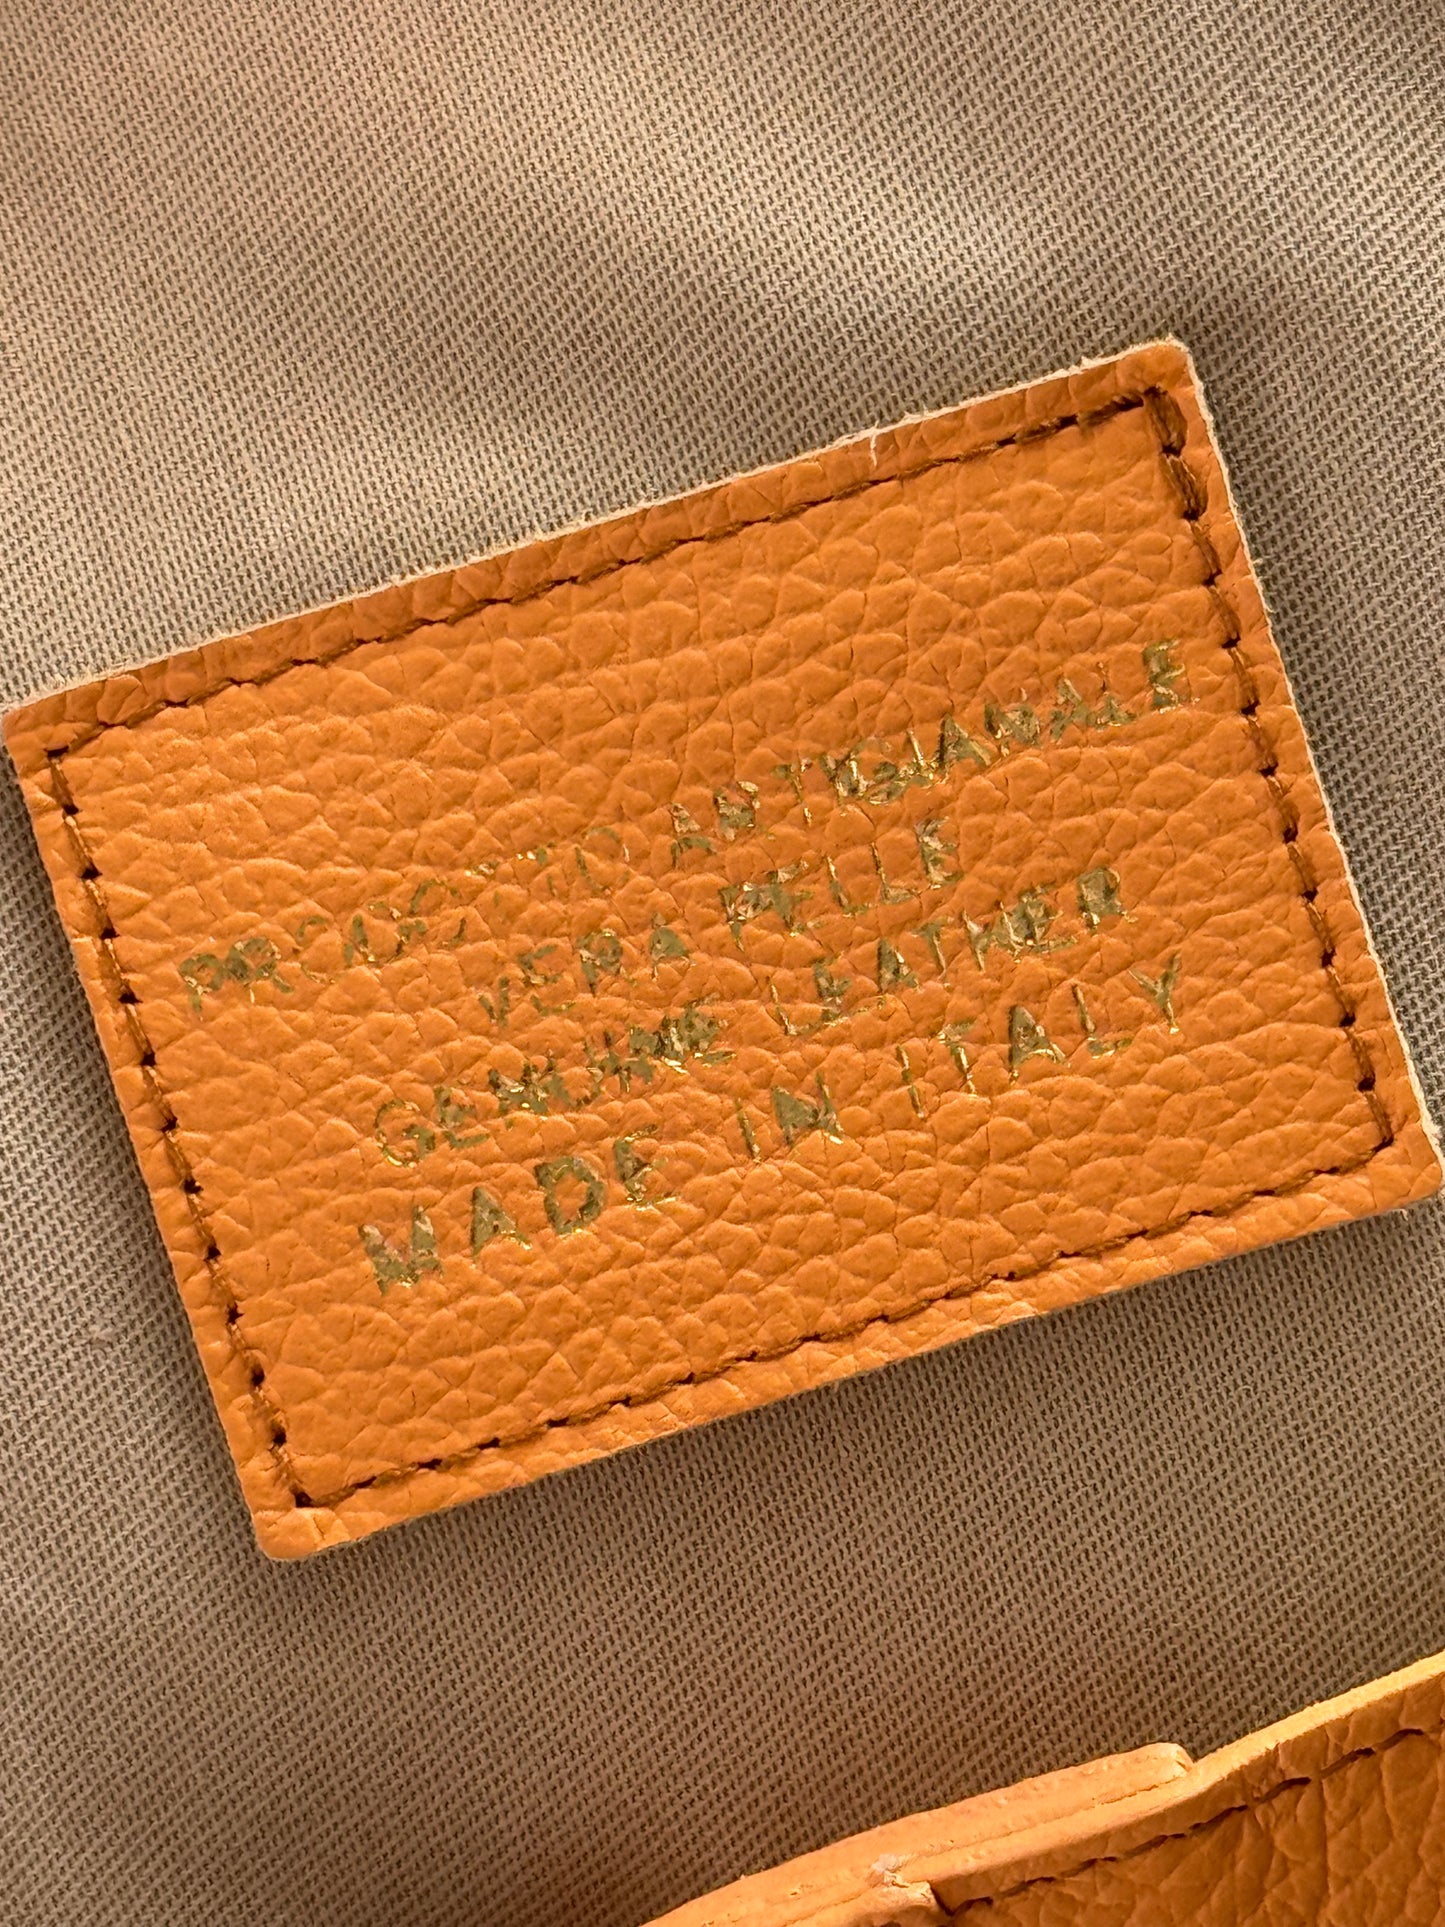 PRODOTTO ARTIGIANALE
VERA PELLE
GENUINE LEATHER
MADE IN ITALY